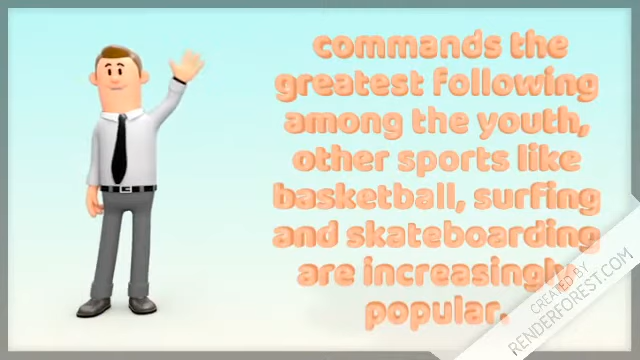 commands the
greatest following
among the youth,
other sports like
basketball, surfing
and skateboarding
are increasingly
popular.
CREATED BY
RENDERFOREST.COM